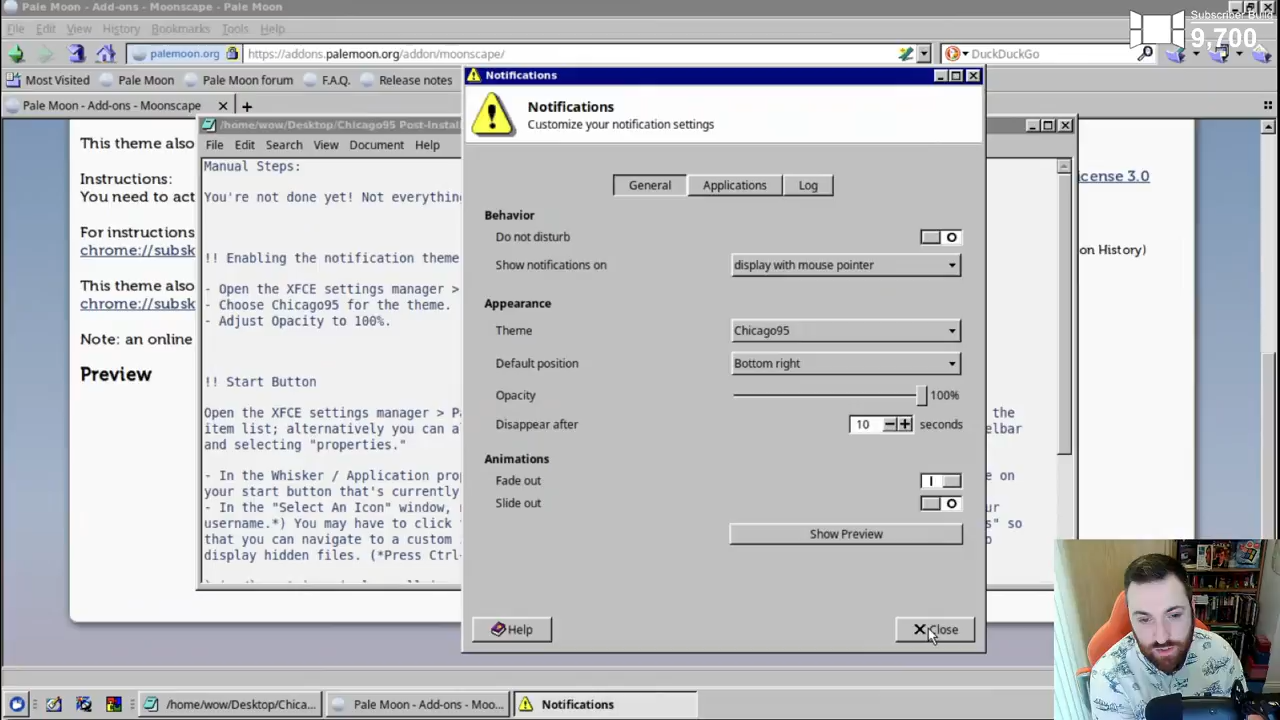 Pale Moon - Add-ons - Moonscape - Pale Moon
Subscriber Build
9,700
File Edit View History Bookmarks Tools Help
palemoon.org https://addons.palemoon.org/addon/moonscape/ DuckDuckGo
Most Visited Pale Moon Pale Moon forum F.A.Q. Release notes
Pale Moon - Add-ons - Moonscape
This theme also
Instructions:
You need to act
For instructions
chrome://subsk
This theme also
chrome://subsk
Note: an online
Preview
icense 3.0
on History)
/home/wow/Desktop/Chicago95 Post-Instal
File Edit Search View Document Help
Manual Steps:
You're not done yet! Not everything
!! Enabling the notification theme
- Open the XFCE settings manager >
- Choose Chicago95 for the theme.
- Adjust Opacity to 100%.
!! Start Button
Open the XFCE settings manager > Pa the
item list; alternatively you can a elbar
and selecting "properties."
- In the Whisker / Application pro e on
your start button that's currently
- In the "Select An Icon" window, ur
username.*) You may have to click s" so
that you can navigate to a custom
display hidden files. (*Press Ctrl-
Notifications
Notifications
Customize your notification settings
General Applications Log
Behavior
Do not disturb
Show notifications on display with mouse pointer
Appearance
Theme Chicago95
Default position Bottom right
Opacity 100%
Disappear after 10 seconds
Animations
Fade out
Slide out
Show Preview
Help Close
/home/wow/Desktop/Chica... Pale Moon - Add-ons - Moo... Notifications